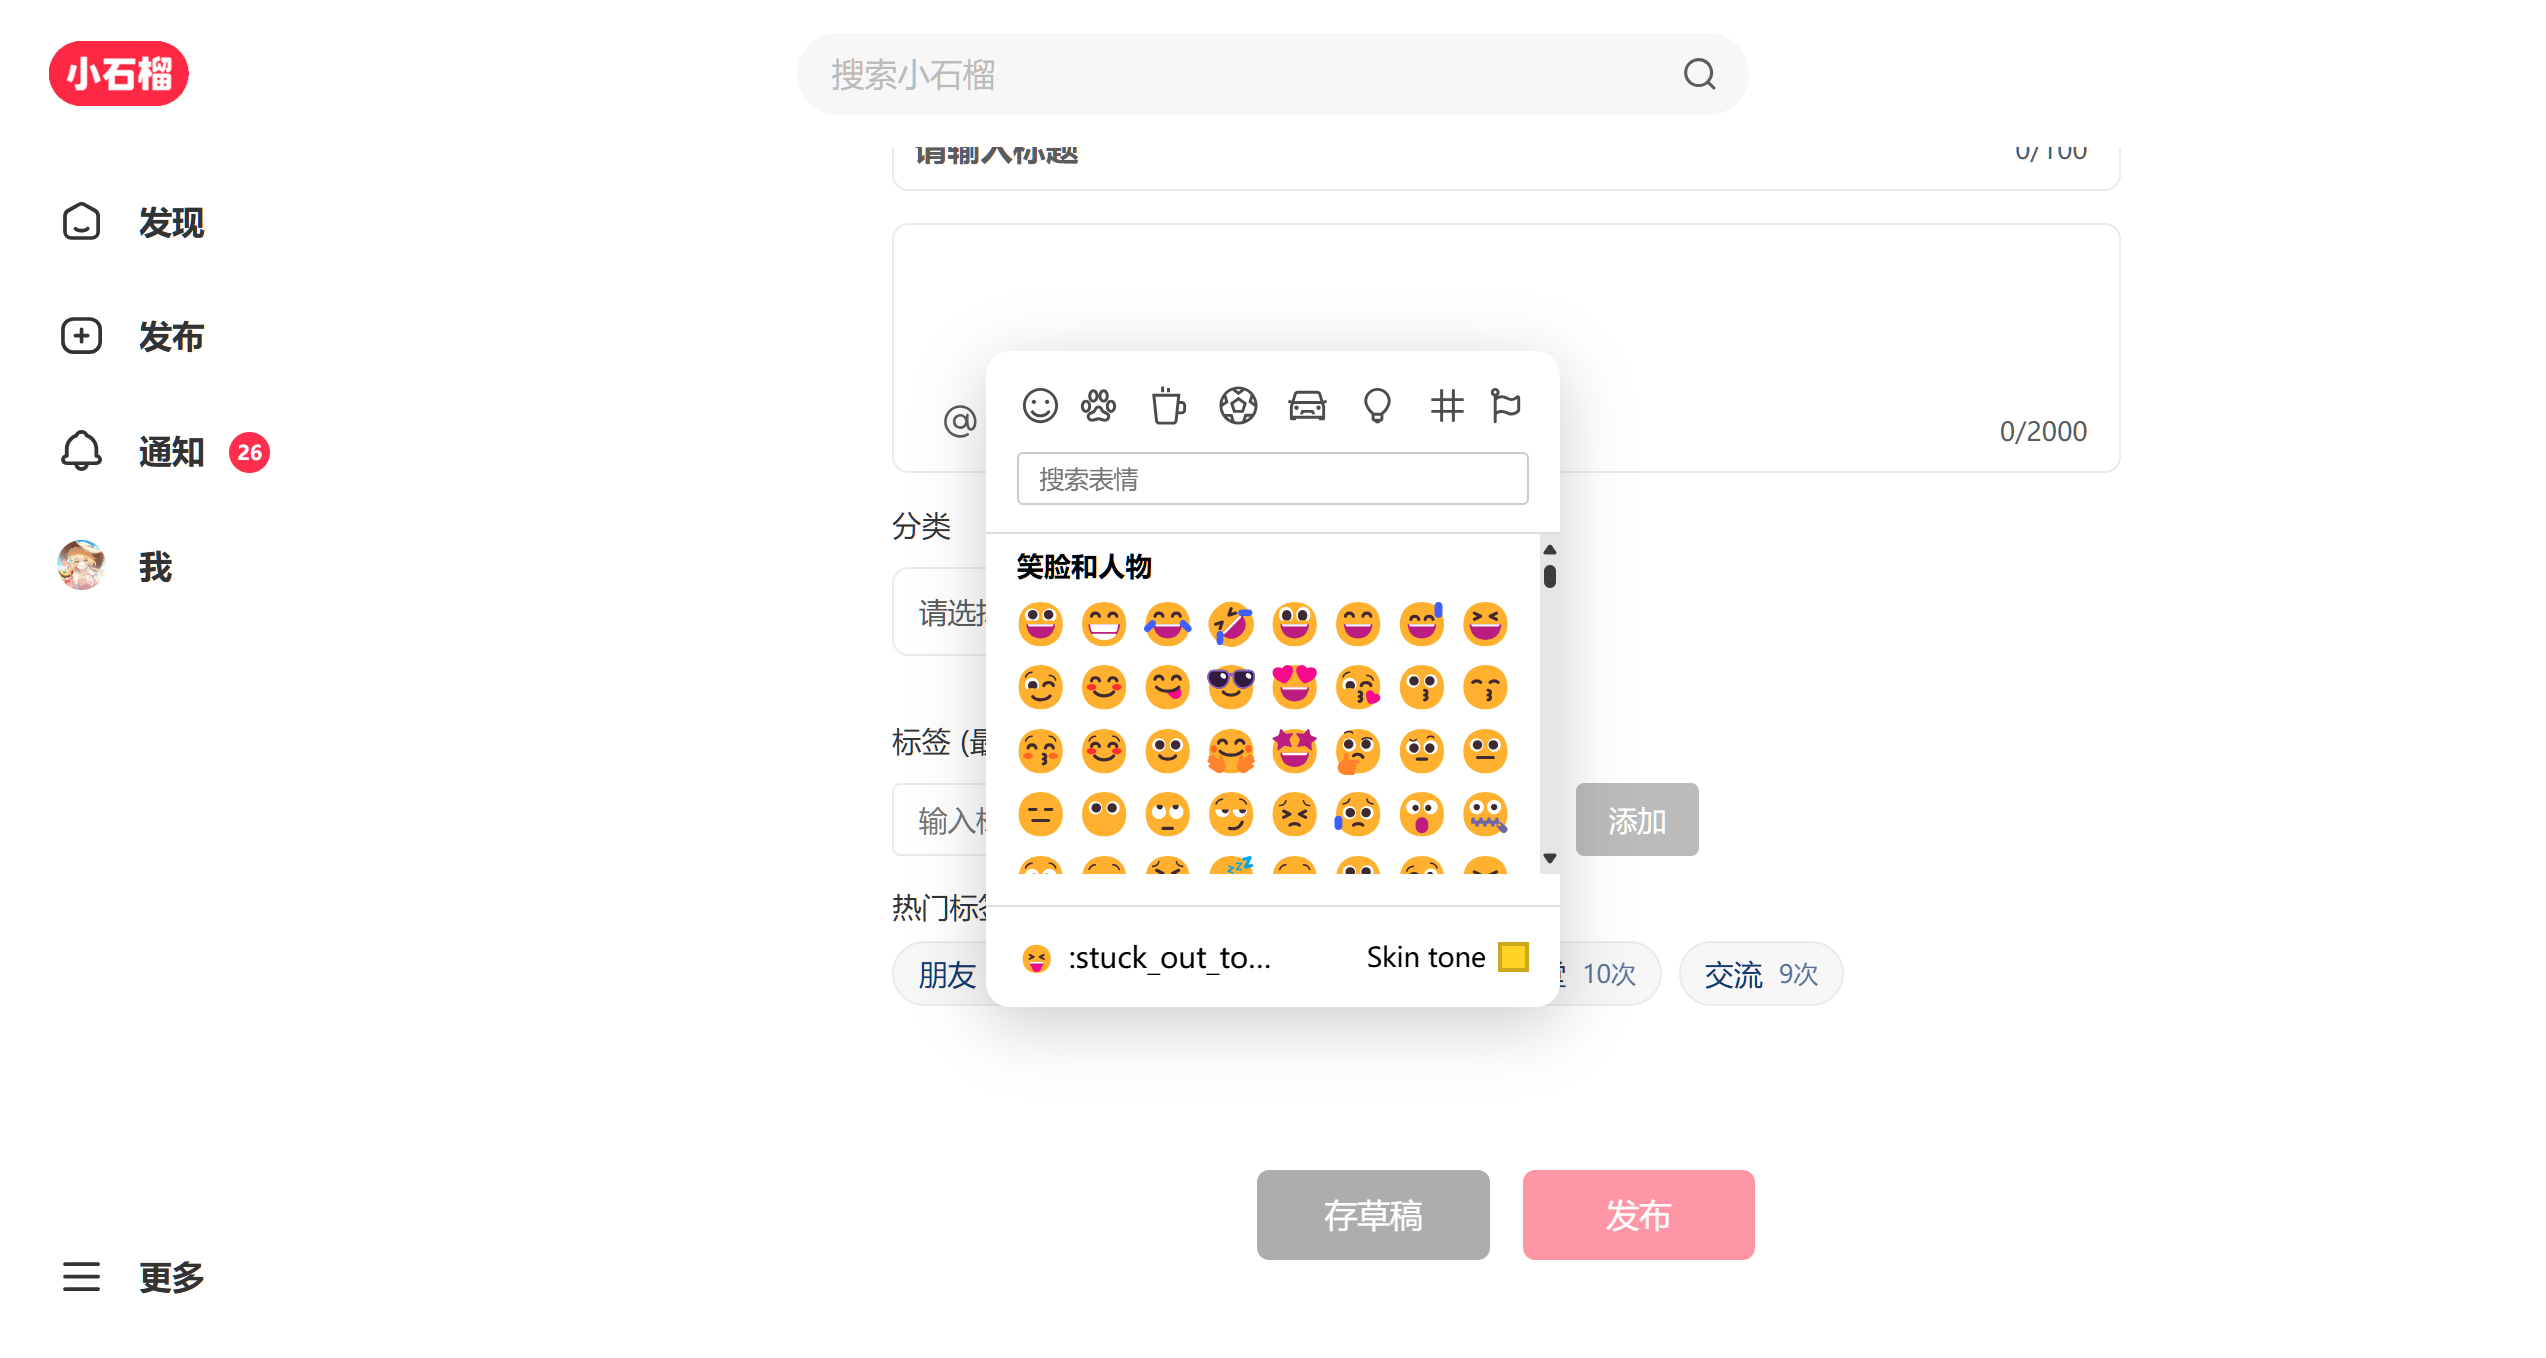 小石榴
搜索小石榴
请输入标题
0/100
发现
发布
通知 26
我
更多
@
0/2000
搜索表情
笑脸和人物
:stuck_out_to...
Skin tone
分类
请选
标签 (最
输入
添加
热门标
朋友
10次
交流 9次
存草稿
发布